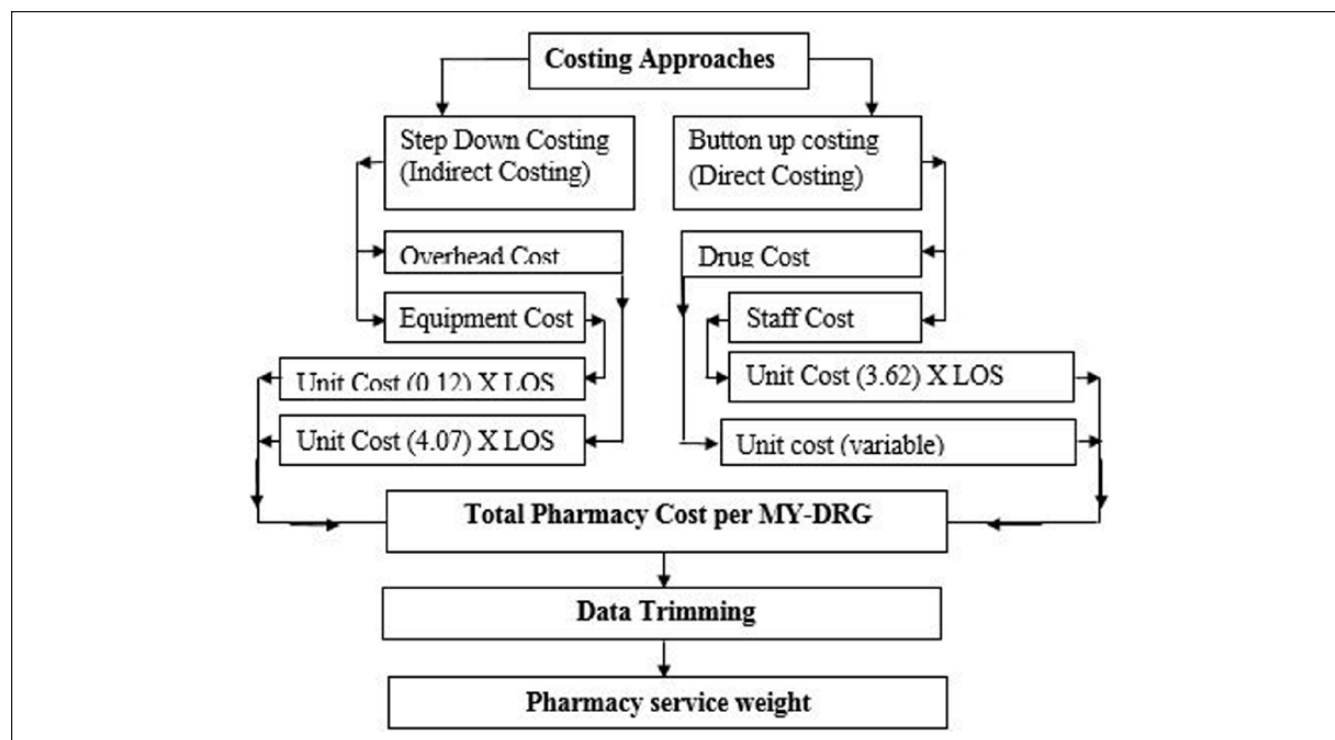 Costing Approaches
Step Down Costing
(Indirect Costing)
Button up costing
(Direct Costing)
Overhead Cost
Drug Cost
Equipment Cost
Staff Cost
Unit Cost (0.12) X LOS
Unit Cost (3.62) X LOS
Unit Cost (4.07) X LOS
Unit cost (variable)
Total Pharmacy Cost per MY-DRG
Data Trimming
Pharmacy service weight